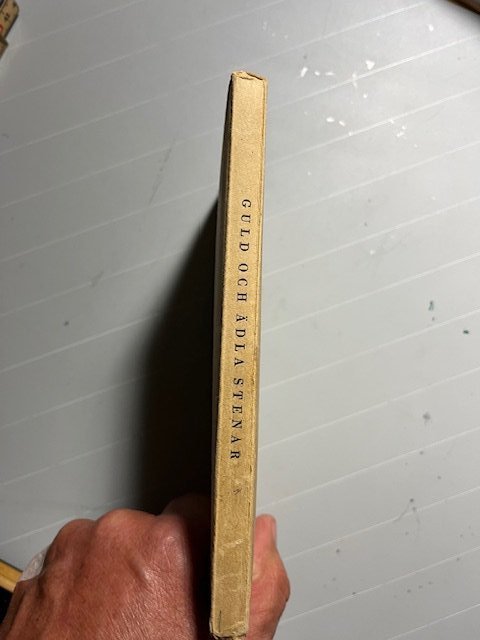 GULD OCH ÄDLA STENAR